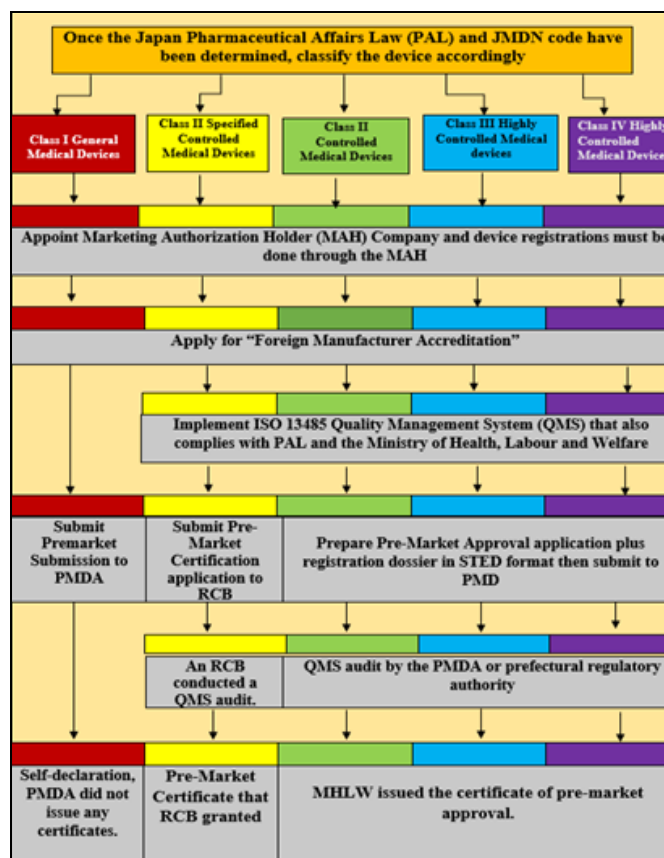 Once the Japan Pharmaceutical Affairs Law (PAL) and JMDN code have
been determined, classify the device accordingly
Class I General
Medical Devices
Class II Specified
Controlled
Medical Devices
Class II
Controlled
Medical Devices
Class III Highly
Controlled Medical
devices
Class IV Highly
Controlled
Medical Device
Appoint Marketing Authorization Holder (MAH) Company and device registrations must be
done through the MAH
Apply for “Foreign Manufacturer Accreditation”
Implement ISO 13485 Quality Management System (QMS) that also
complies with PAL and the Ministry of Health, Labour and Welfare
Submit
Premarket
Submission to
PMDA
Submit Pre-
Market
Certification
application to
RCB
Prepare Pre-Market Approval application plus
registration dossier in STED format then submit to
PMD
An RCB
conducted a
QMS audit.
QMS audit by the PMDA or prefectural regulatory
authority
Self-declaration,
PMDA did not
issue any
certificates.
Pre-Market
Certificate that
RCB granted
MHLW issued the certificate of pre-market
approval.